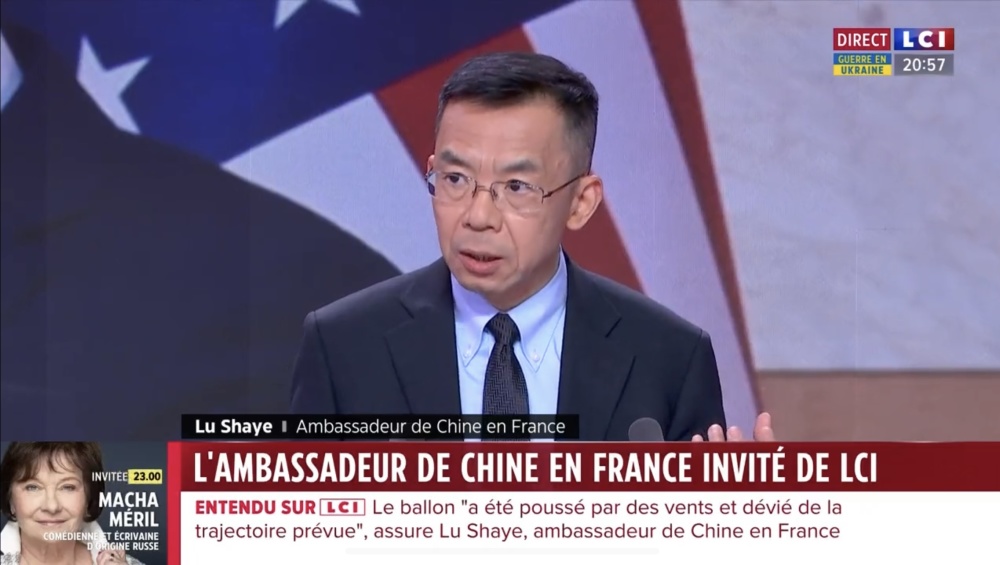 DIRECT LCI
GUERRE EN
UKRAINE
20:57
Lu Shaye I Ambassadeur de Chine en France
L'AMBASSADEUR DE CHINE EN FRANCE INVITÉ DE LCI
INVITÉE 23.00
MACHA
MÉRIL
COMÉDIENNE ET ÉCRIVAINE
D'ORIGINE RUSSE
ENTENDU SUR LCI Le ballon "a été poussé par des vents et dévié de la
trajectoire prévue", assure Lu Shaye, ambassadeur de Chine en France